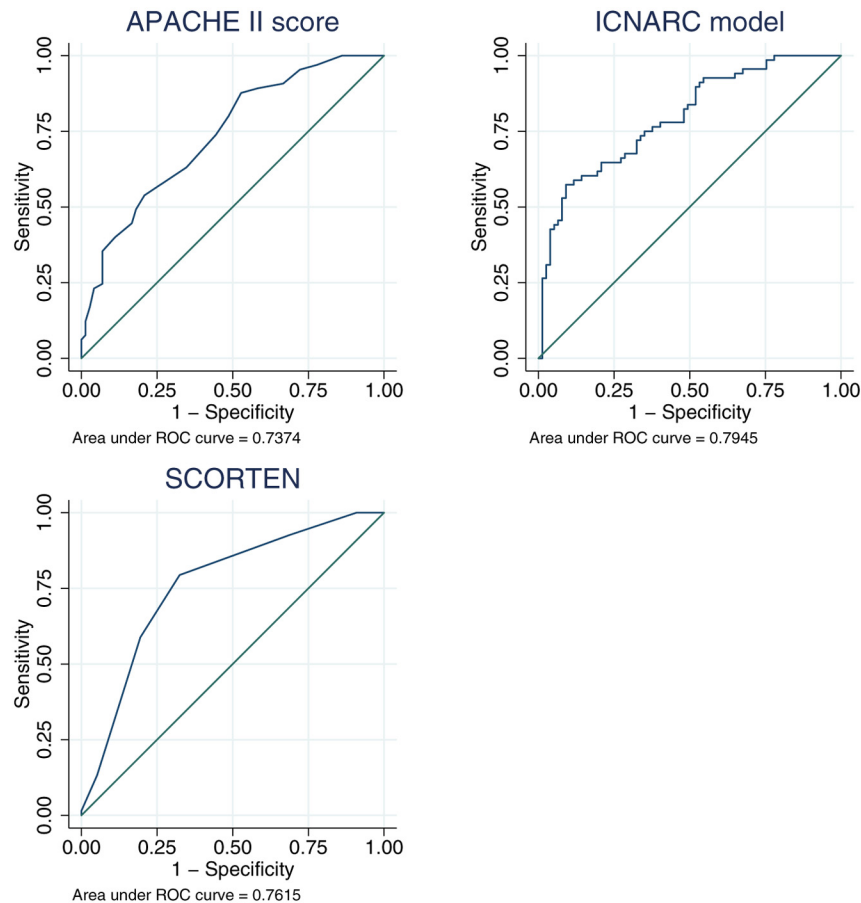 APACHE II score
Sensitivity
1.00
0.75
0.50
0.25
0.00
0.00 0.25 0.50 0.75 1.00
1 – Specificity
Area under ROC curve = 0.7374
ICNARC model
Sensitivity
1.00
0.75
0.50
0.25
0.00
0.00 0.25 0.50 0.75 1.00
1 – Specificity
Area under ROC curve = 0.7945
SCORTEN
Sensitivity
1.00
0.75
0.50
0.25
0.00
0.00 0.25 0.50 0.75 1.00
1 – Specificity
Area under ROC curve = 0.7615